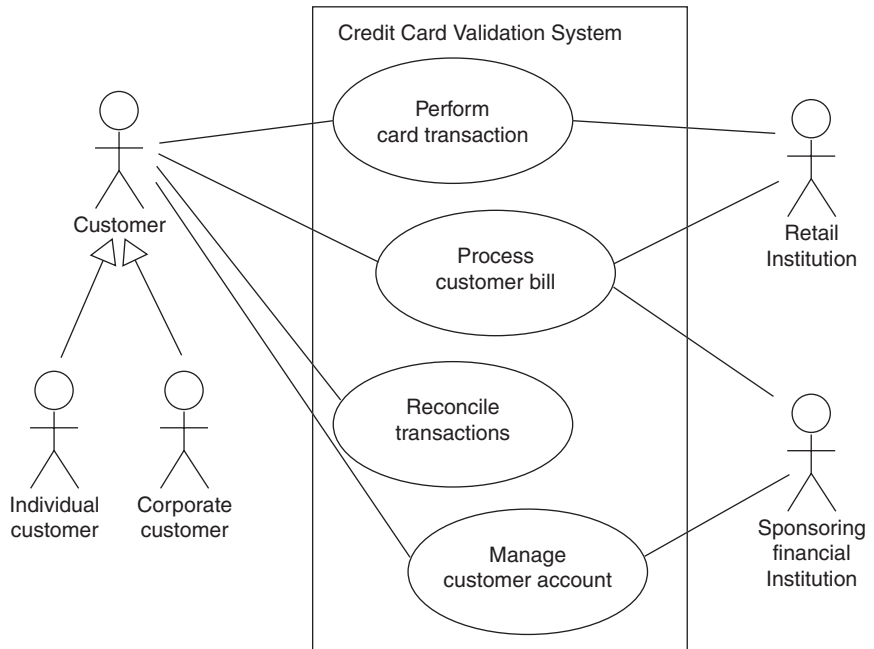 Credit Card Validation System
Perform
card transaction
Customer
Retail
Institution
Process
customer bill
Reconcile
transactions
Individual
customer
Corporate
customer
Sponsoring
financial
Institution
Manage
customer account